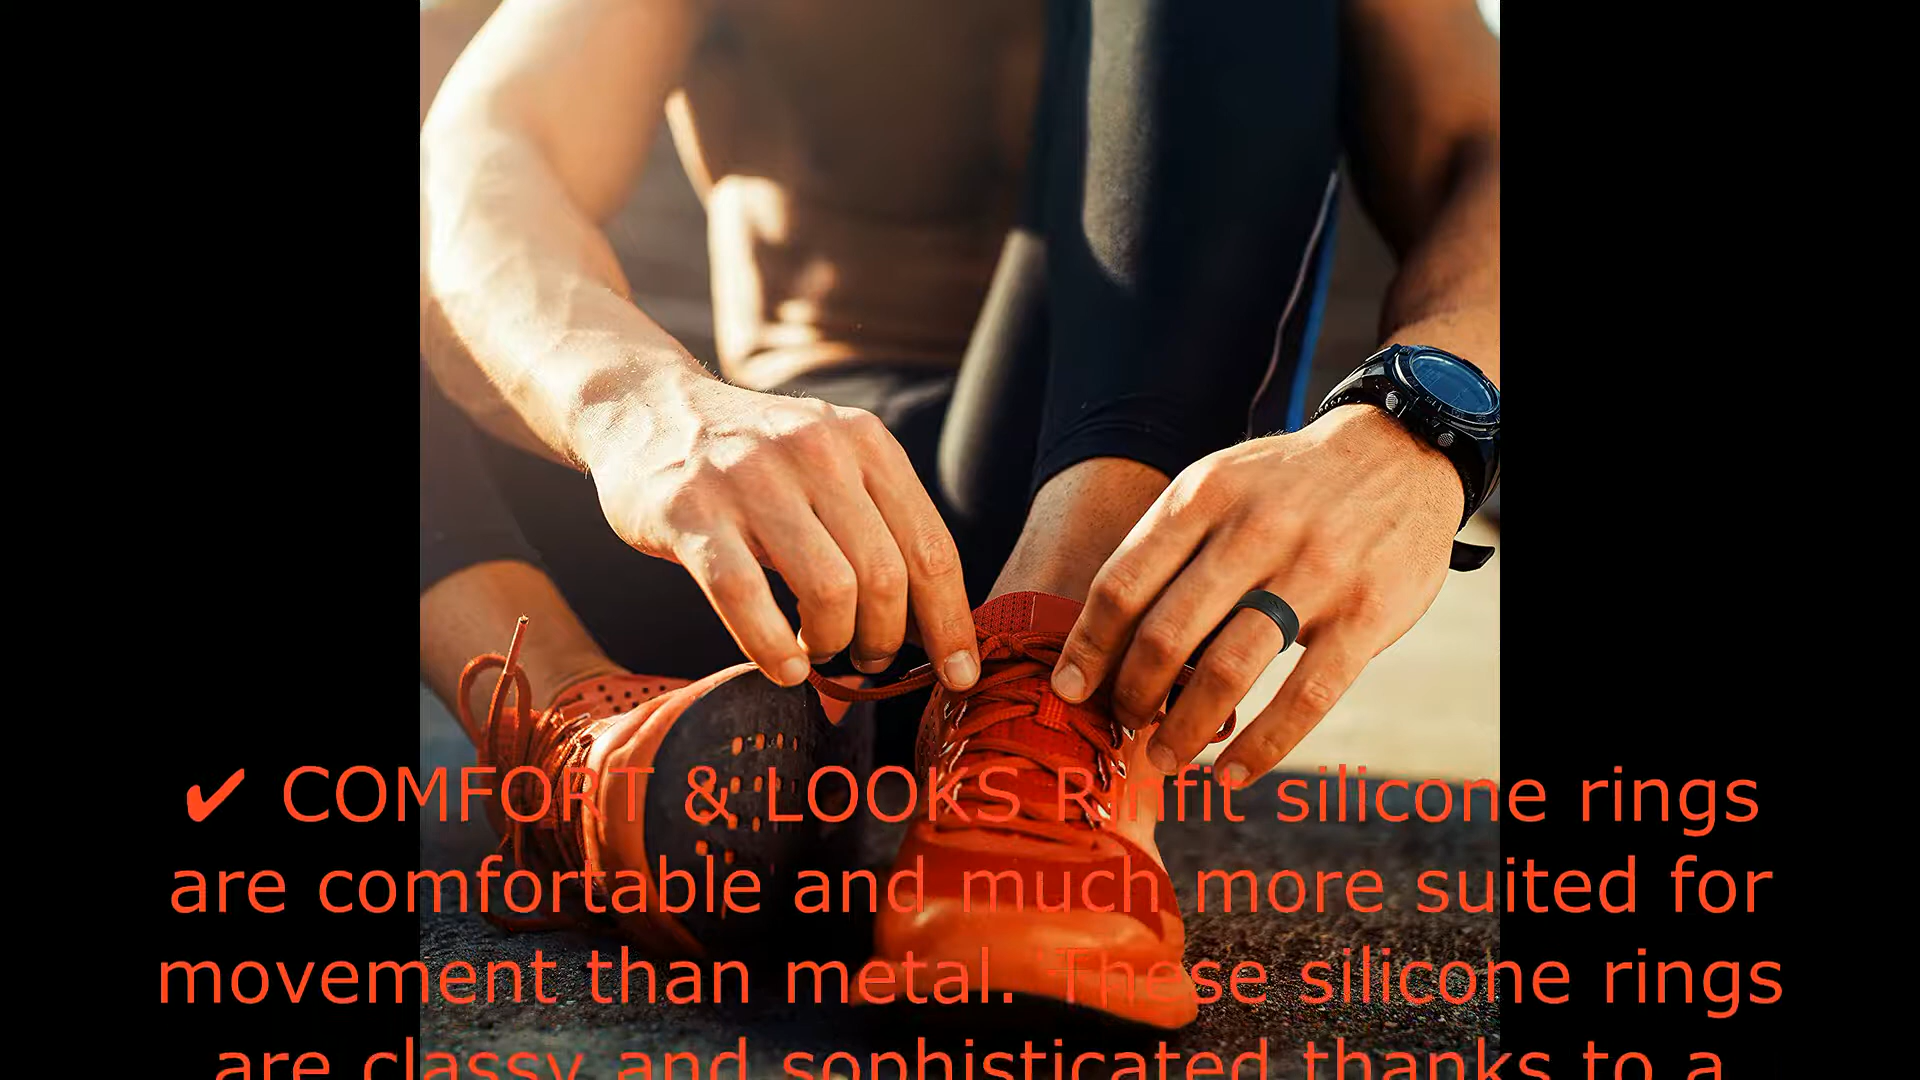 ✔ COMFORT & LOOKS Rinfit silicone rings
are comfortable and much more suited for
movement than metal. These silicone rings
are classy and sophisticated thanks to a